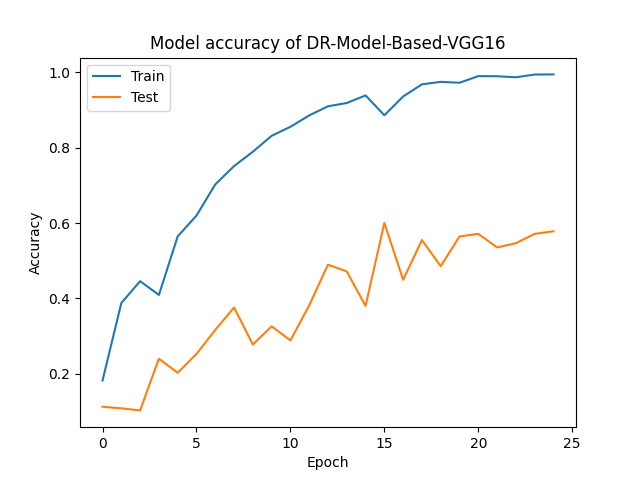 Model accuracy of DR-Model-Based-VGG16
Train
Test
1.0
0.8
0.6
0.4
0.2
Accuracy
0 5 10 15 20 25
Epoch